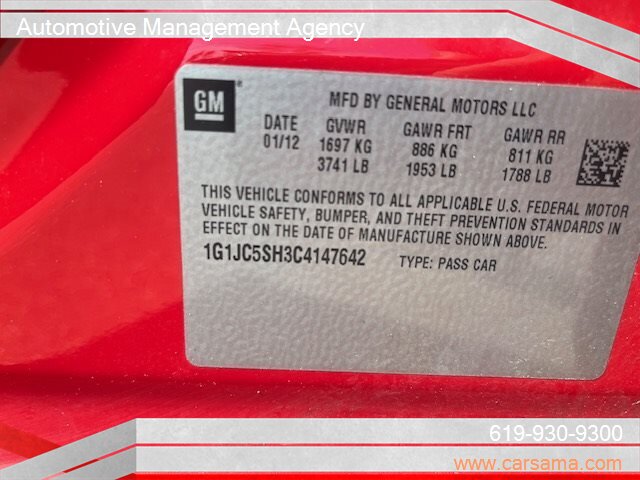 Automotive Management Agency
GM®
MFD BY GENERAL MOTORS LLC
DATE GVWR GAWR FRT GAWR RR
01/12 1697 KG 886 KG 811 KG
3741 LB 1953 LB 1788 LB
THIS VEHICLE CONFORMS TO ALL APPLICABLE U.S. FEDERAL MOTOR
VEHICLE SAFETY, BUMPER, AND THEFT PREVENTION STANDARDS IN
EFFECT ON THE DATE OF MANUFACTURE SHOWN ABOVE.
1G1JC5SH3C4147642 TYPE: PASS CAR
619-930-9300
www.carsama.com